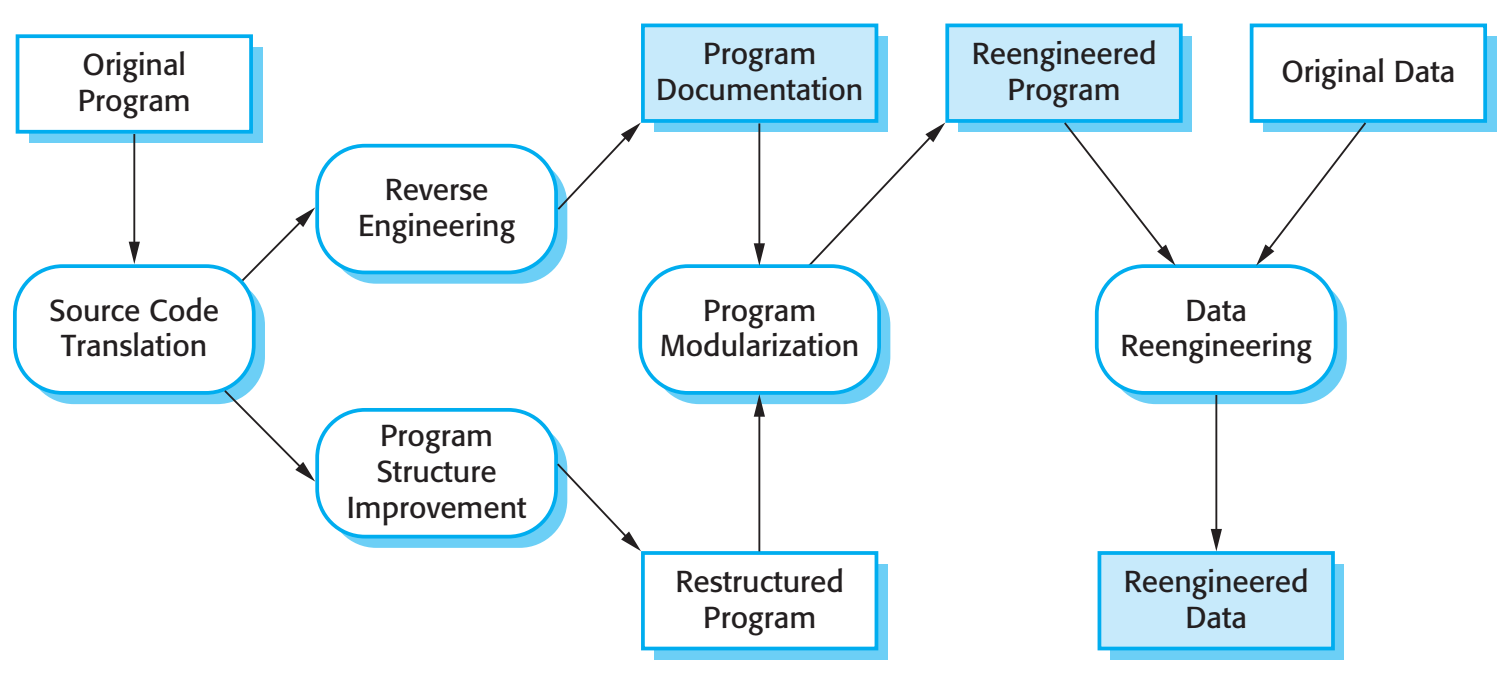 Original
Program
Program
Documentation
Reengineered
Program
Original Data
Reverse
Engineering
Source Code
Translation
Program
Modularization
Data
Reengineering
Program
Structure
Improvement
Restructured
Program
Reengineered
Data